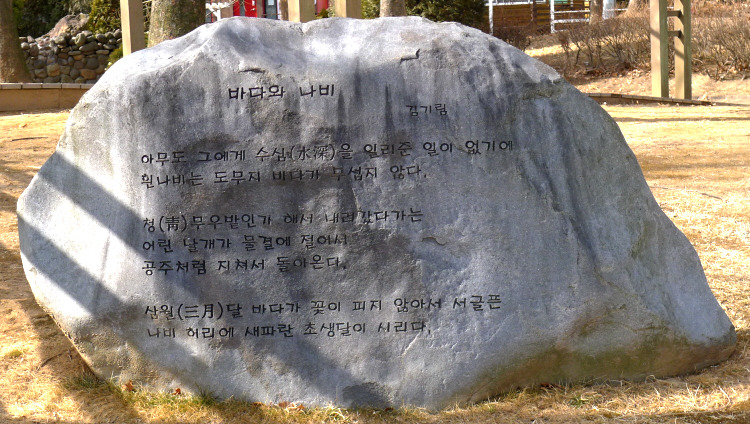 바다와 나비
김기림
아무도 그에게 수심(水深)을 일러준 일이 없기에
흰나비는 도무지 바다가 무섭지 않다.
청(靑)무우밭인가 해서 내려갔다가는
어린 날개가 물결에 절어서
공주처럼 지쳐서 돌아온다.
삼월(三月)달 바다가 꽃이 피지 않아서 서글픈
나비 허리에 새파란 초생달이 시리다.